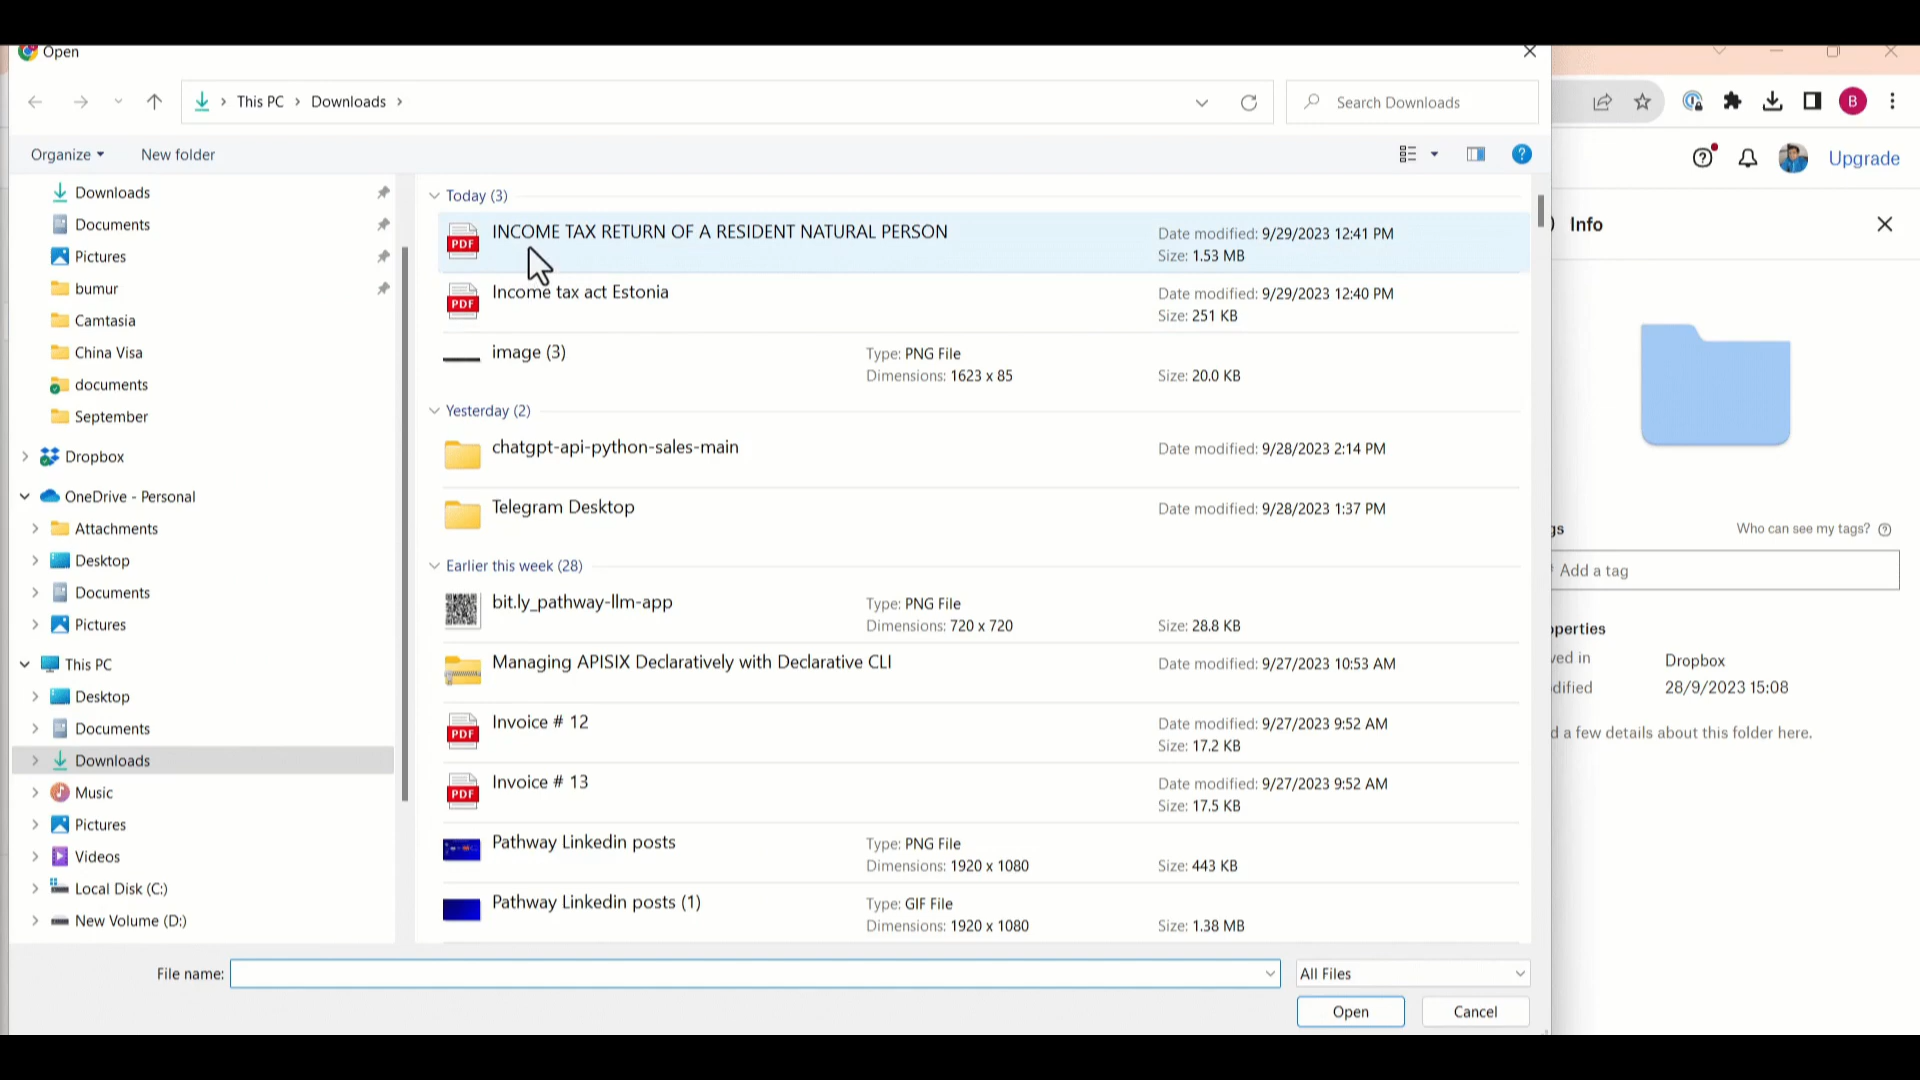 Open
This PC > Downloads >
Search Downloads
Organize
New folder
Upgrade
B
Downloads
Documents
Pictures
bumur
Camtasia
China Visa
documents
September
Dropbox
OneDrive - Personal
Attachments
Desktop
Documents
Pictures
This PC
Desktop
Documents
Downloads
Music
Pictures
Videos
Local Disk (C:)
New Volume (D:)
Today (3)
PDF INCOME TAX RETURN OF A RESIDENT NATURAL PERSON Date modified: 9/29/2023 12:41 PM
Size: 1.53 MB
PDF Income tax act Estonia Date modified: 9/29/2023 12:40 PM
Size: 251 KB
image (3) Type: PNG File
Dimensions: 1623 x 85 Size: 20.0 KB
Yesterday (2)
chatgpt-api-python-sales-main Date modified: 9/28/2023 2:14 PM
Telegram Desktop Date modified: 9/28/2023 1:37 PM
Earlier this week (28)
bit.ly_pathway-llm-app Type: PNG File
Dimensions: 720 x 720 Size: 28.8 KB
Managing APISIX Declaratively with Declarative CLI Date modified: 9/27/2023 10:53 AM
PDF Invoice # 12 Date modified: 9/27/2023 9:52 AM
Size: 17.2 KB
PDF Invoice # 13 Date modified: 9/27/2023 9:52 AM
Size: 17.5 KB
Pathway Linkedin posts Type: PNG File
Dimensions: 1920 x 1080 Size: 443 KB
Pathway Linkedin posts (1) Type: GIF File
Dimensions: 1920 x 1080 Size: 1.38 MB
File name:
All Files
Open
Cancel
Info
gs Who can see my tags?
Add a tag
operties
ved in Dropbox
dified 28/9/2023 15:08
d a few details about this folder here.